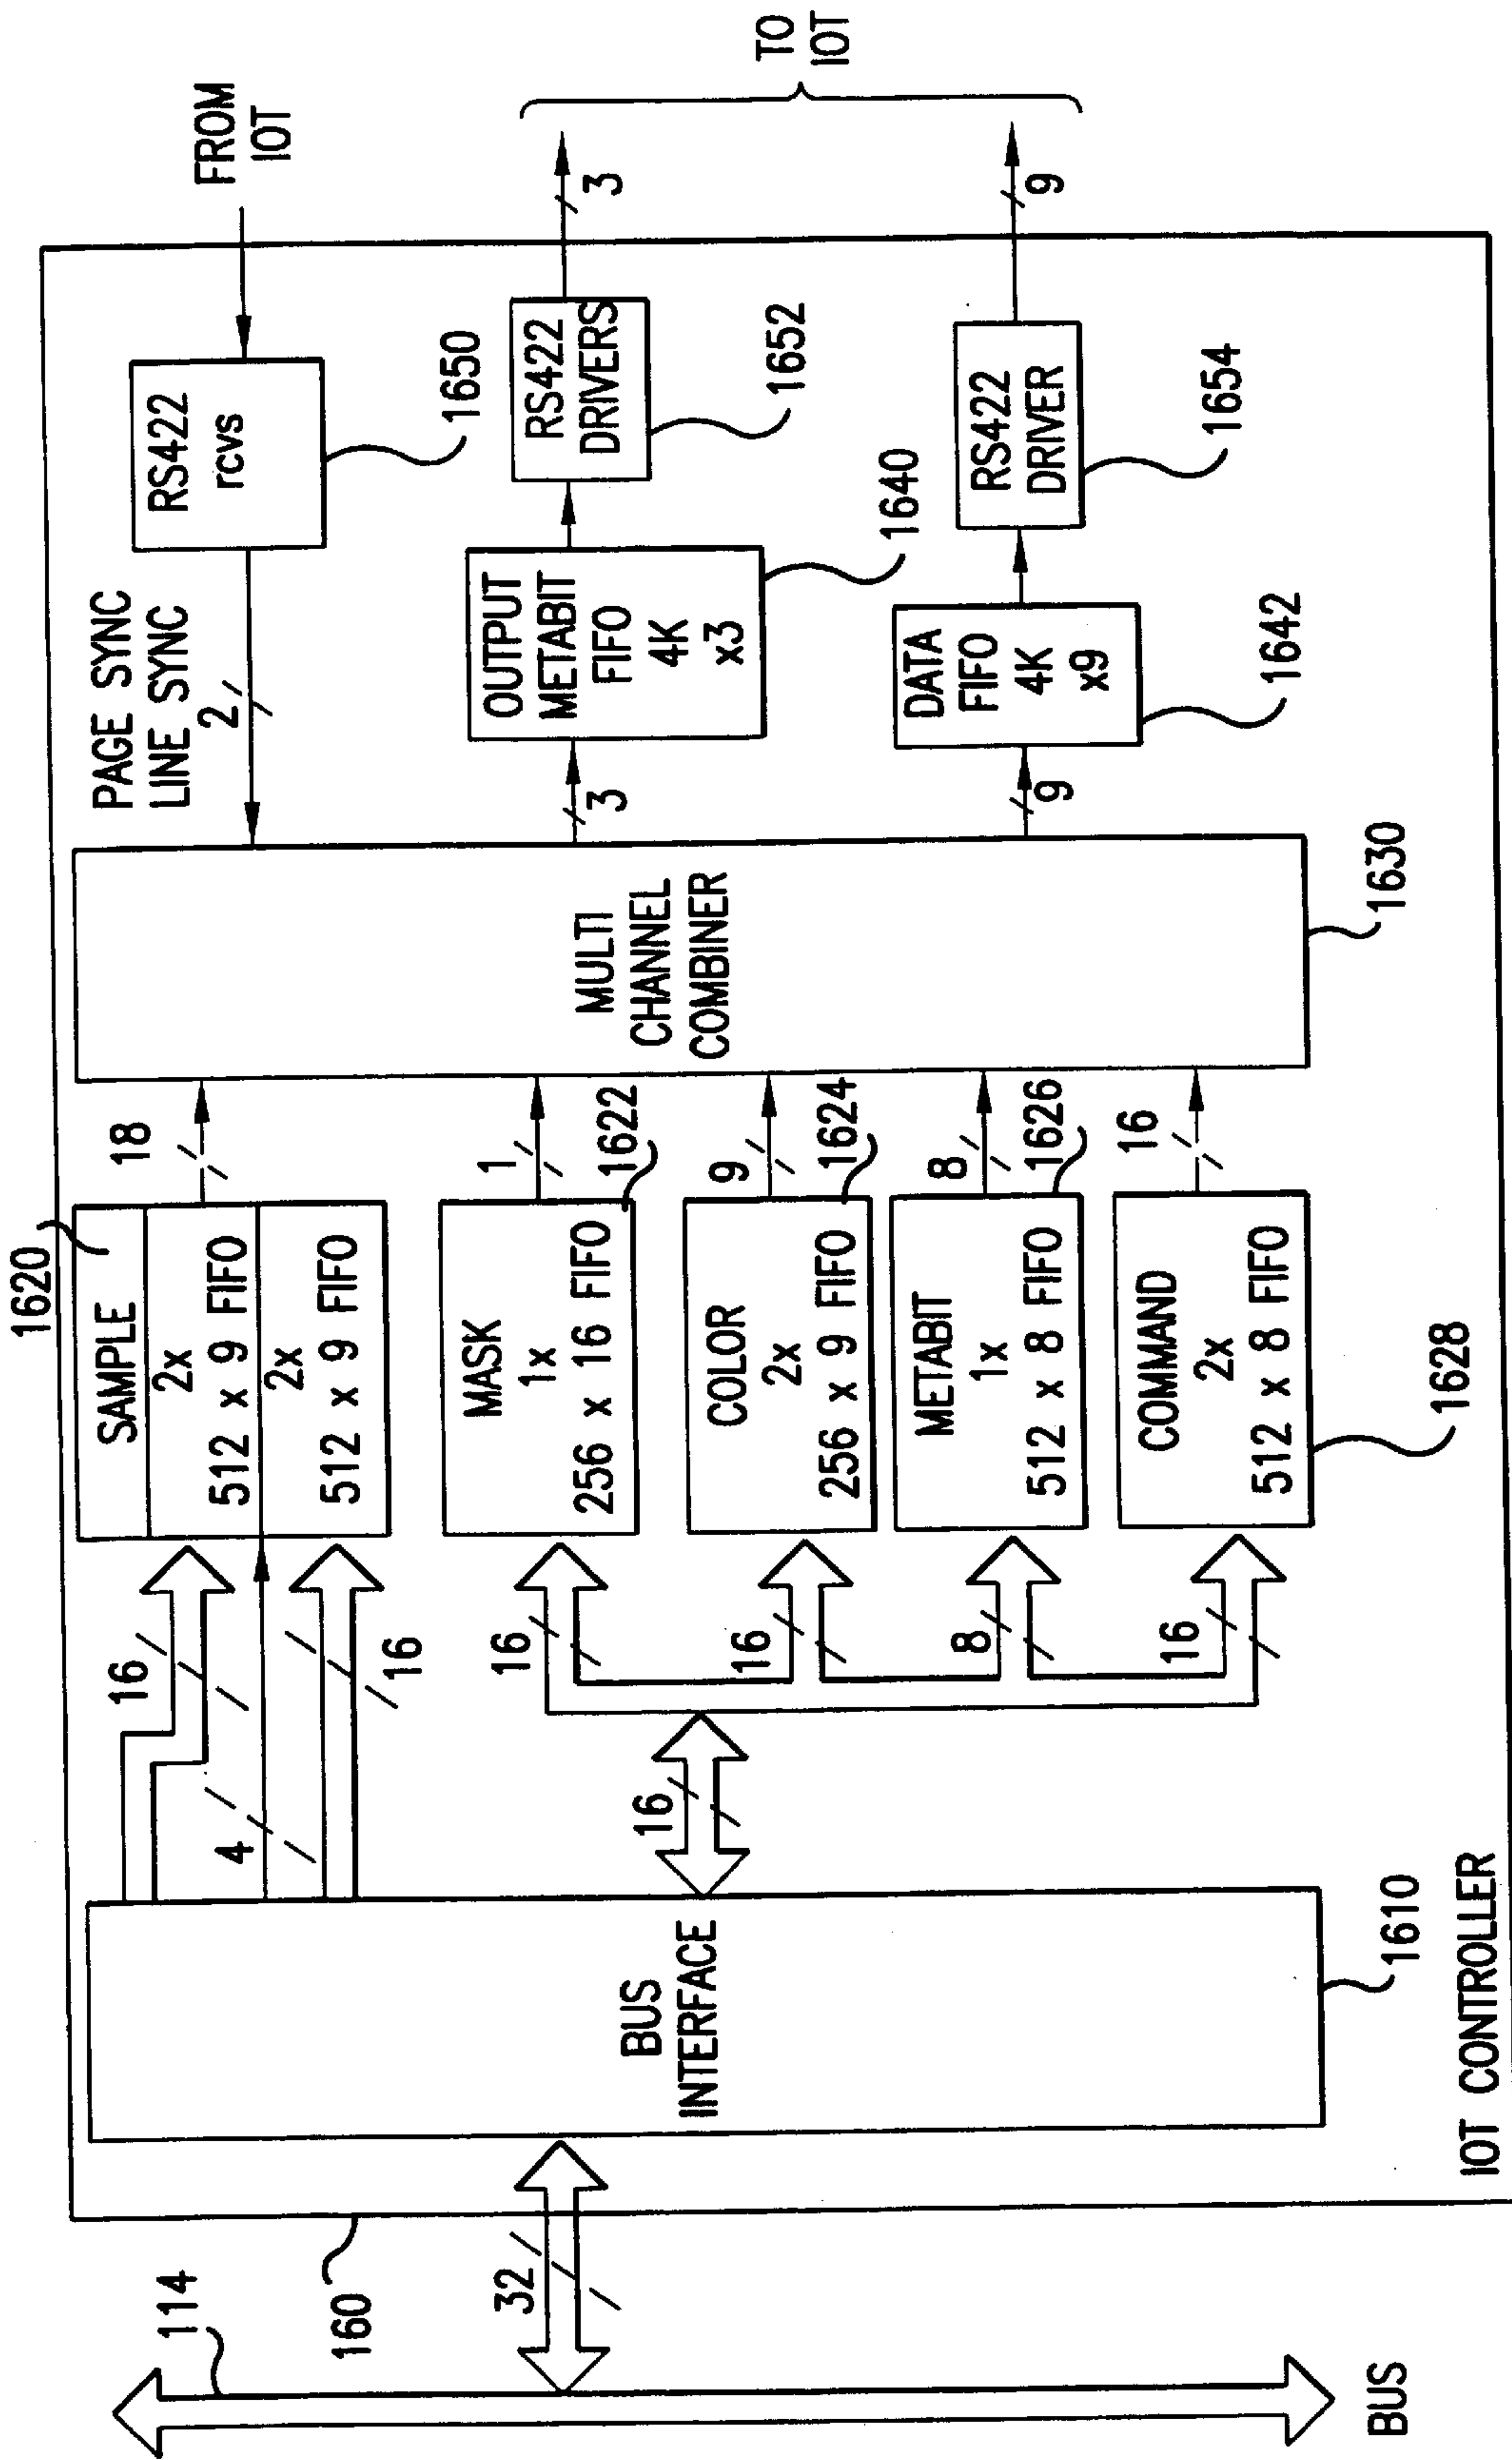 114
BUS
32
160
IOT CONTROLLER
BUS
INTERFACE
1610
16
4
16
16
16
16
8
16
1620
SAMPLE
2x
512 x 9 FIFO
2x
512 x 9 FIFO
18
MASK
1x
256 x 16 FIFO
1
1622
COLOR
2x
256 x 9 FIFO
9
1624
METABIT
1x
512 x 8 FIFO
8
1626
COMMAND
2x
512 x 8 FIFO
16
1628
MULTI
CHANNEL
COMBINER
1630
PAGE SYNC
LINE SYNC
2
RS422
rcvs
1650
FROM
IOT
3
OUTPUT
METABIT
FIFO
4K
x3
1640
RS422
DRIVERS
1652
3
9
DATA
FIFO
4K
x9
1642
RS422
DRIVER
1654
9
TO
IOT